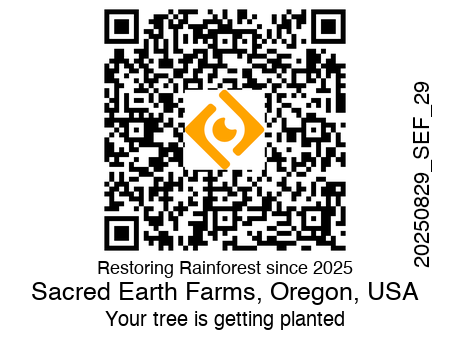 Restoring Rainforest since 2025
Sacred Earth Farms, Oregon, USA
Your tree is getting planted
20250829_SEF_29